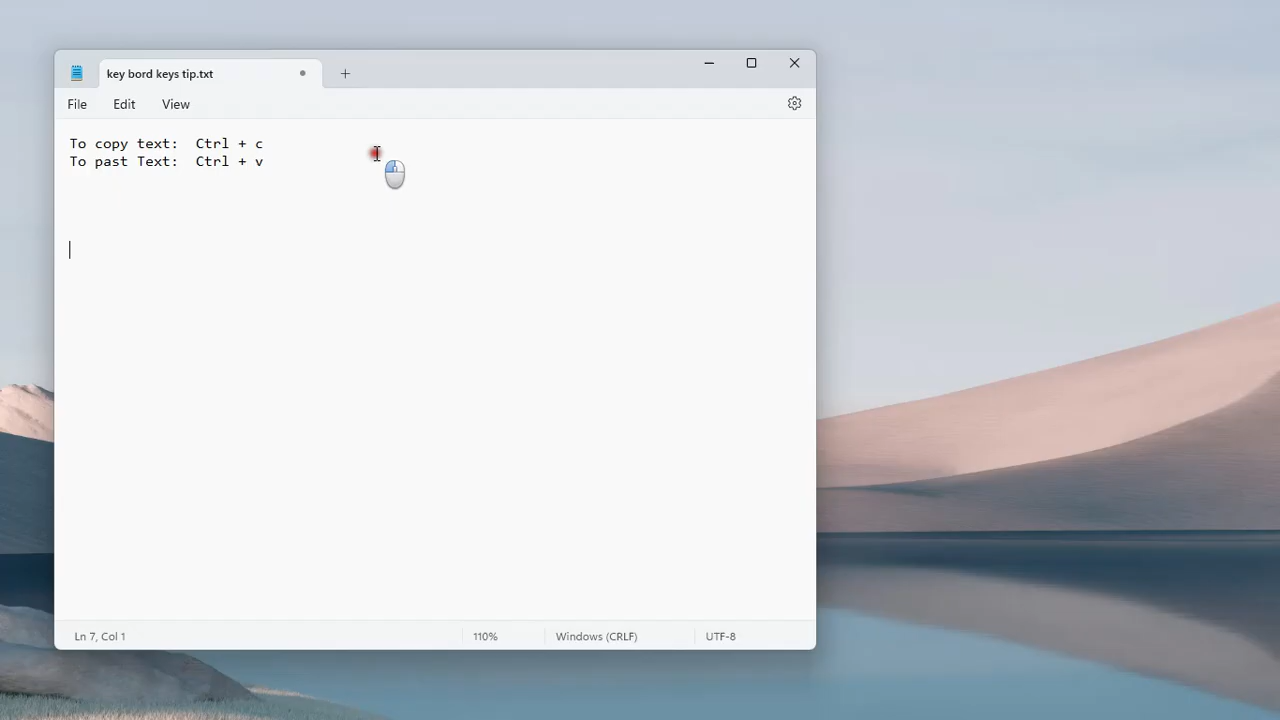 key bord keys tip.txt
File Edit View
To copy text:  Ctrl + c
To past Text:  Ctrl + v
Ln 7, Col 1 110% Windows (CRLF) UTF-8